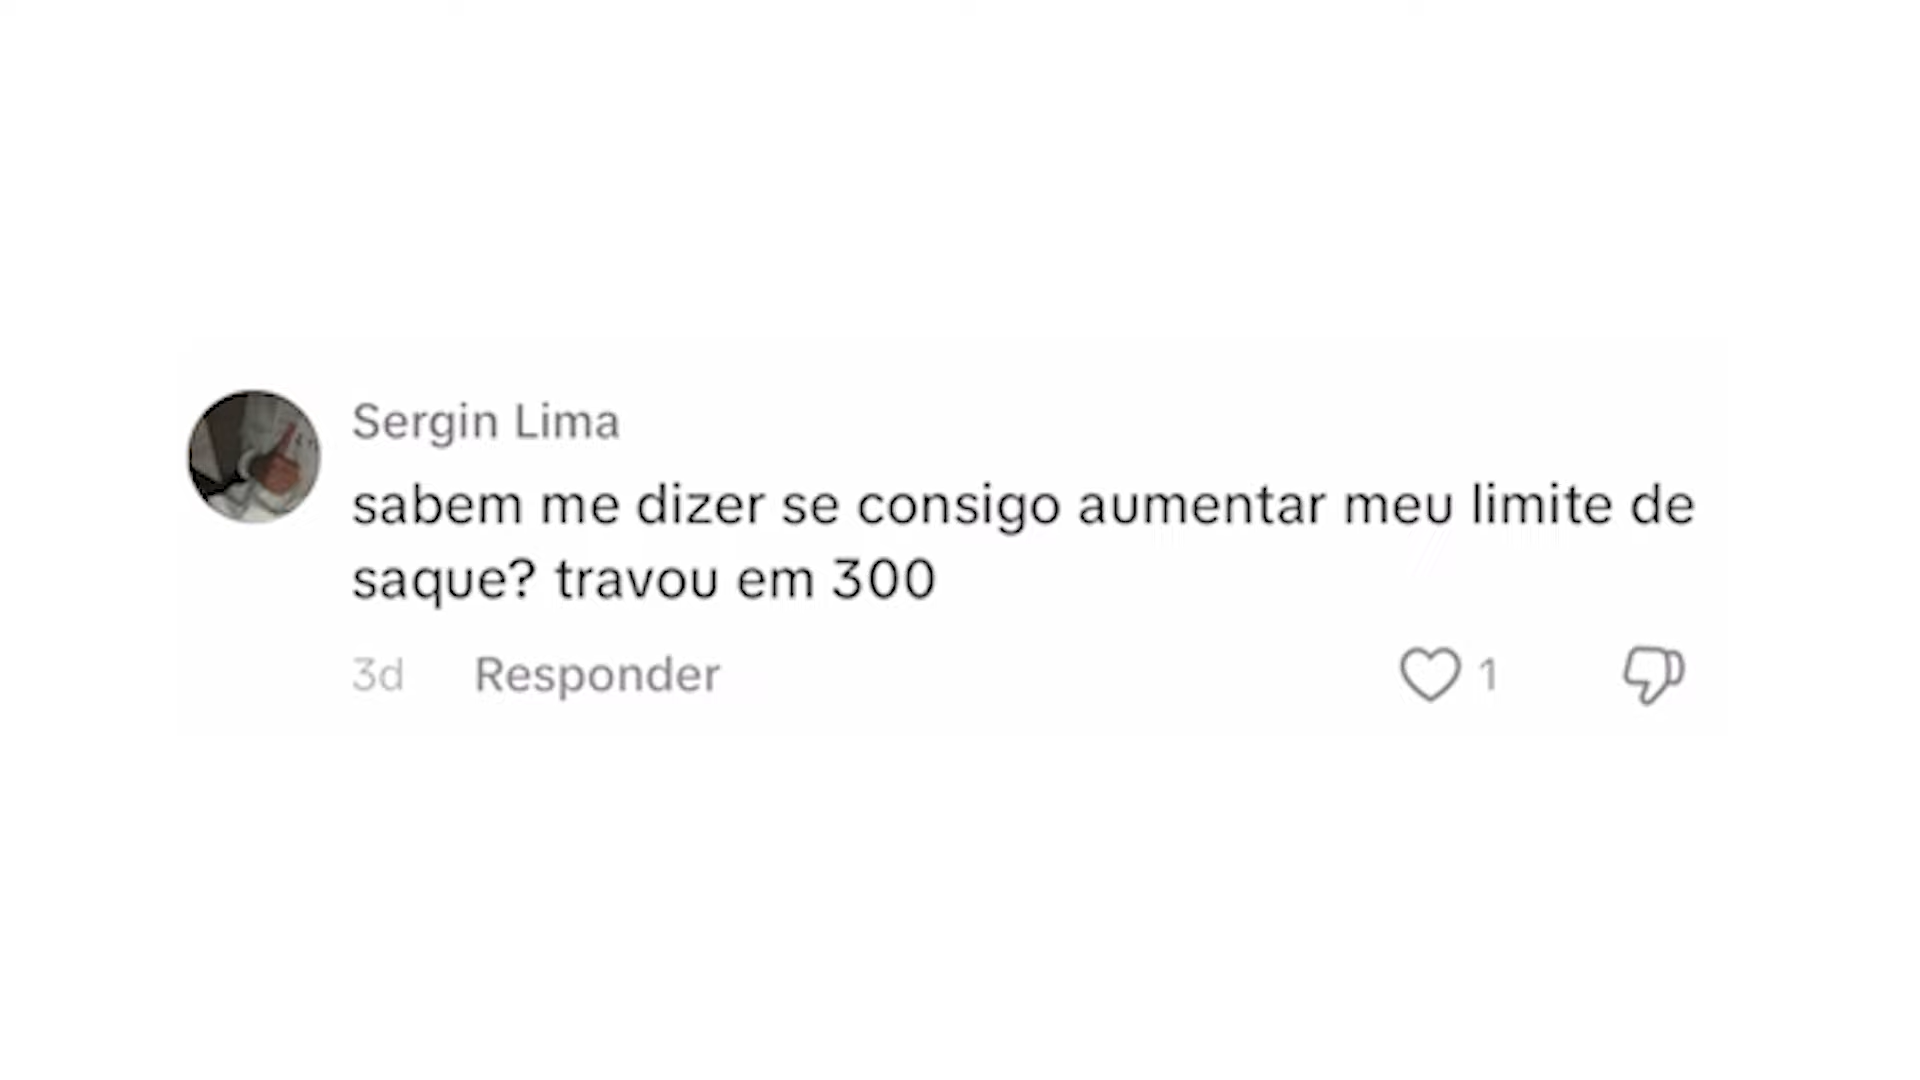 Sergin Lima
sabem me dizer se consigo aumentar meu limite de
saque? travou em 300
3d Responder 1